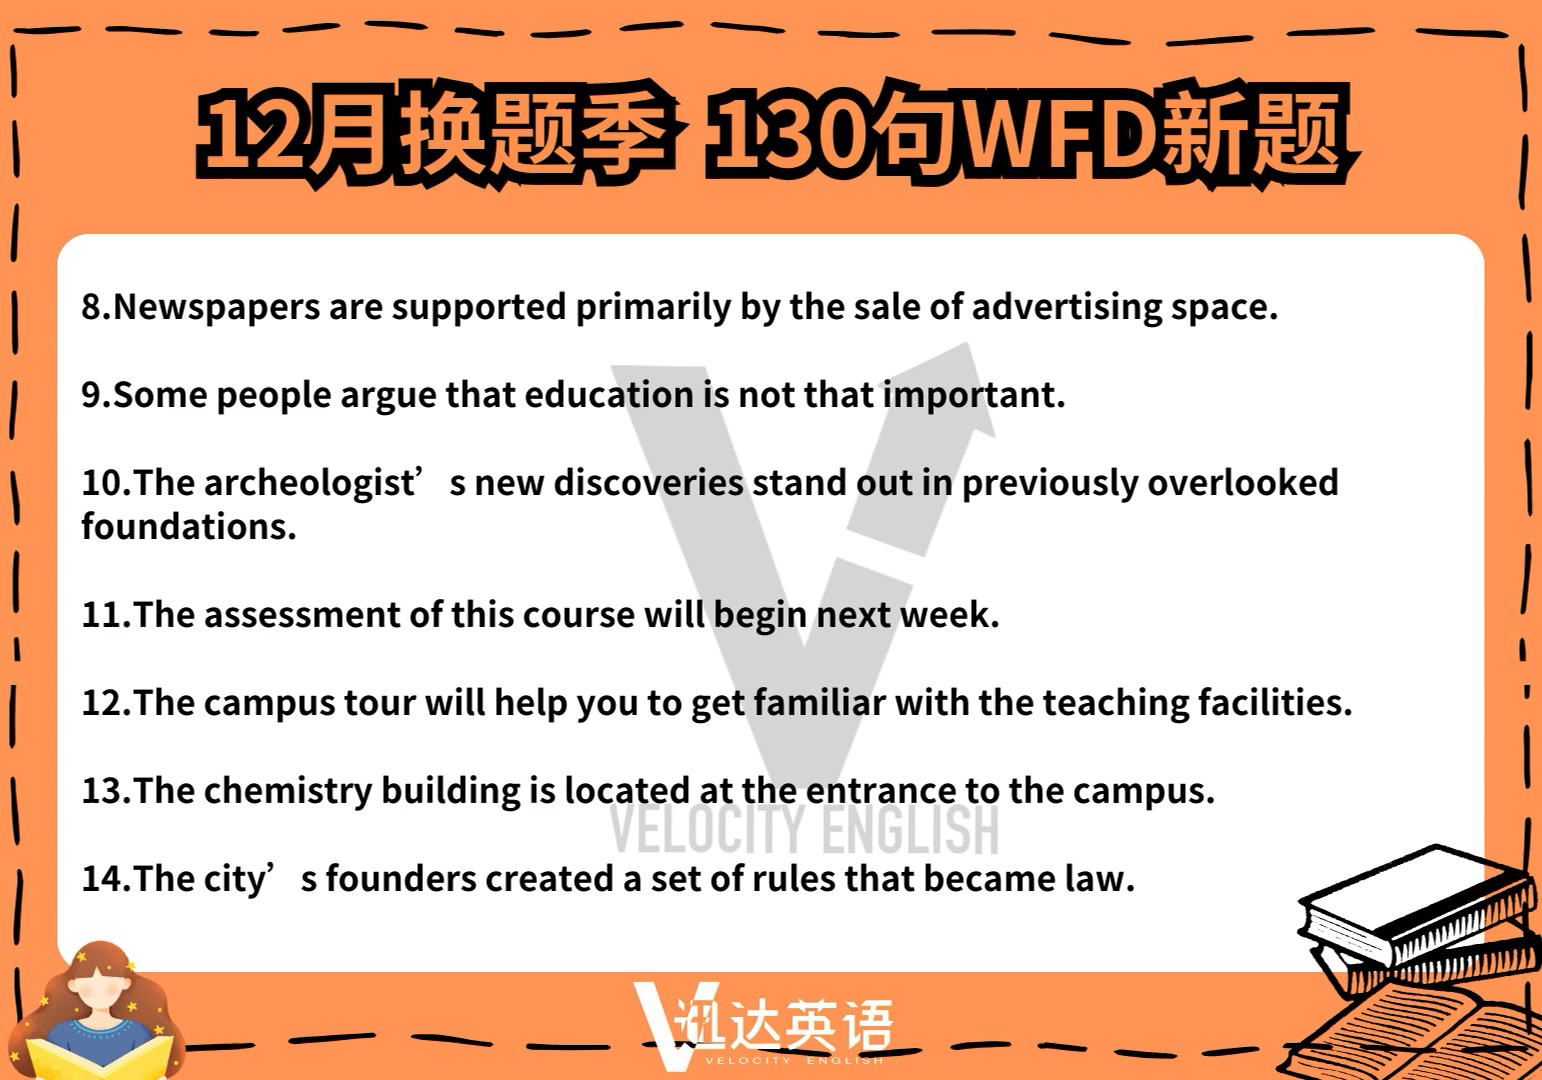 12月换题季 130句WFD新题
8.Newspapers are supported primarily by the sale of advertising space.
9.Some people argue that education is not that important.
10.The archeologist’s new discoveries stand out in previously overlooked
foundations.
11.The assessment of this course will begin next week.
12.The campus tour will help you to get familiar with the teaching facilities.
13.The chemistry building is located at the entrance to the campus.
VELOCITY ENGLISH
14.The city’s founders created a set of rules that became law.
迅达英语
VELOCITY ENGLISH